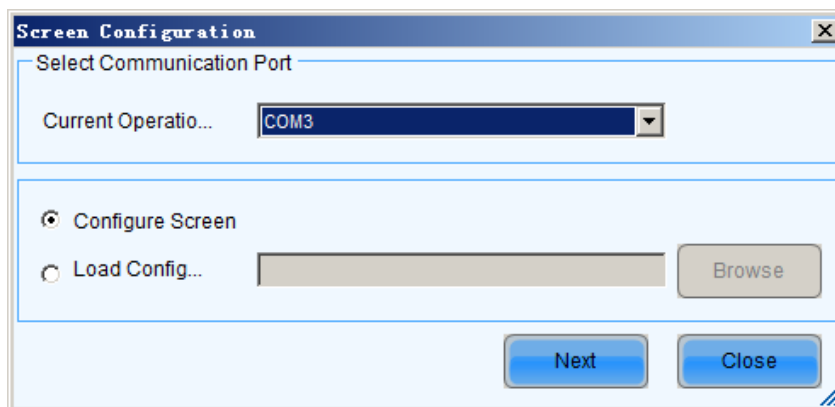 Screen Configuration
Select Communication Port
Current Operatio...
COM3
Configure Screen
Load Config...
Browse
Next
Close